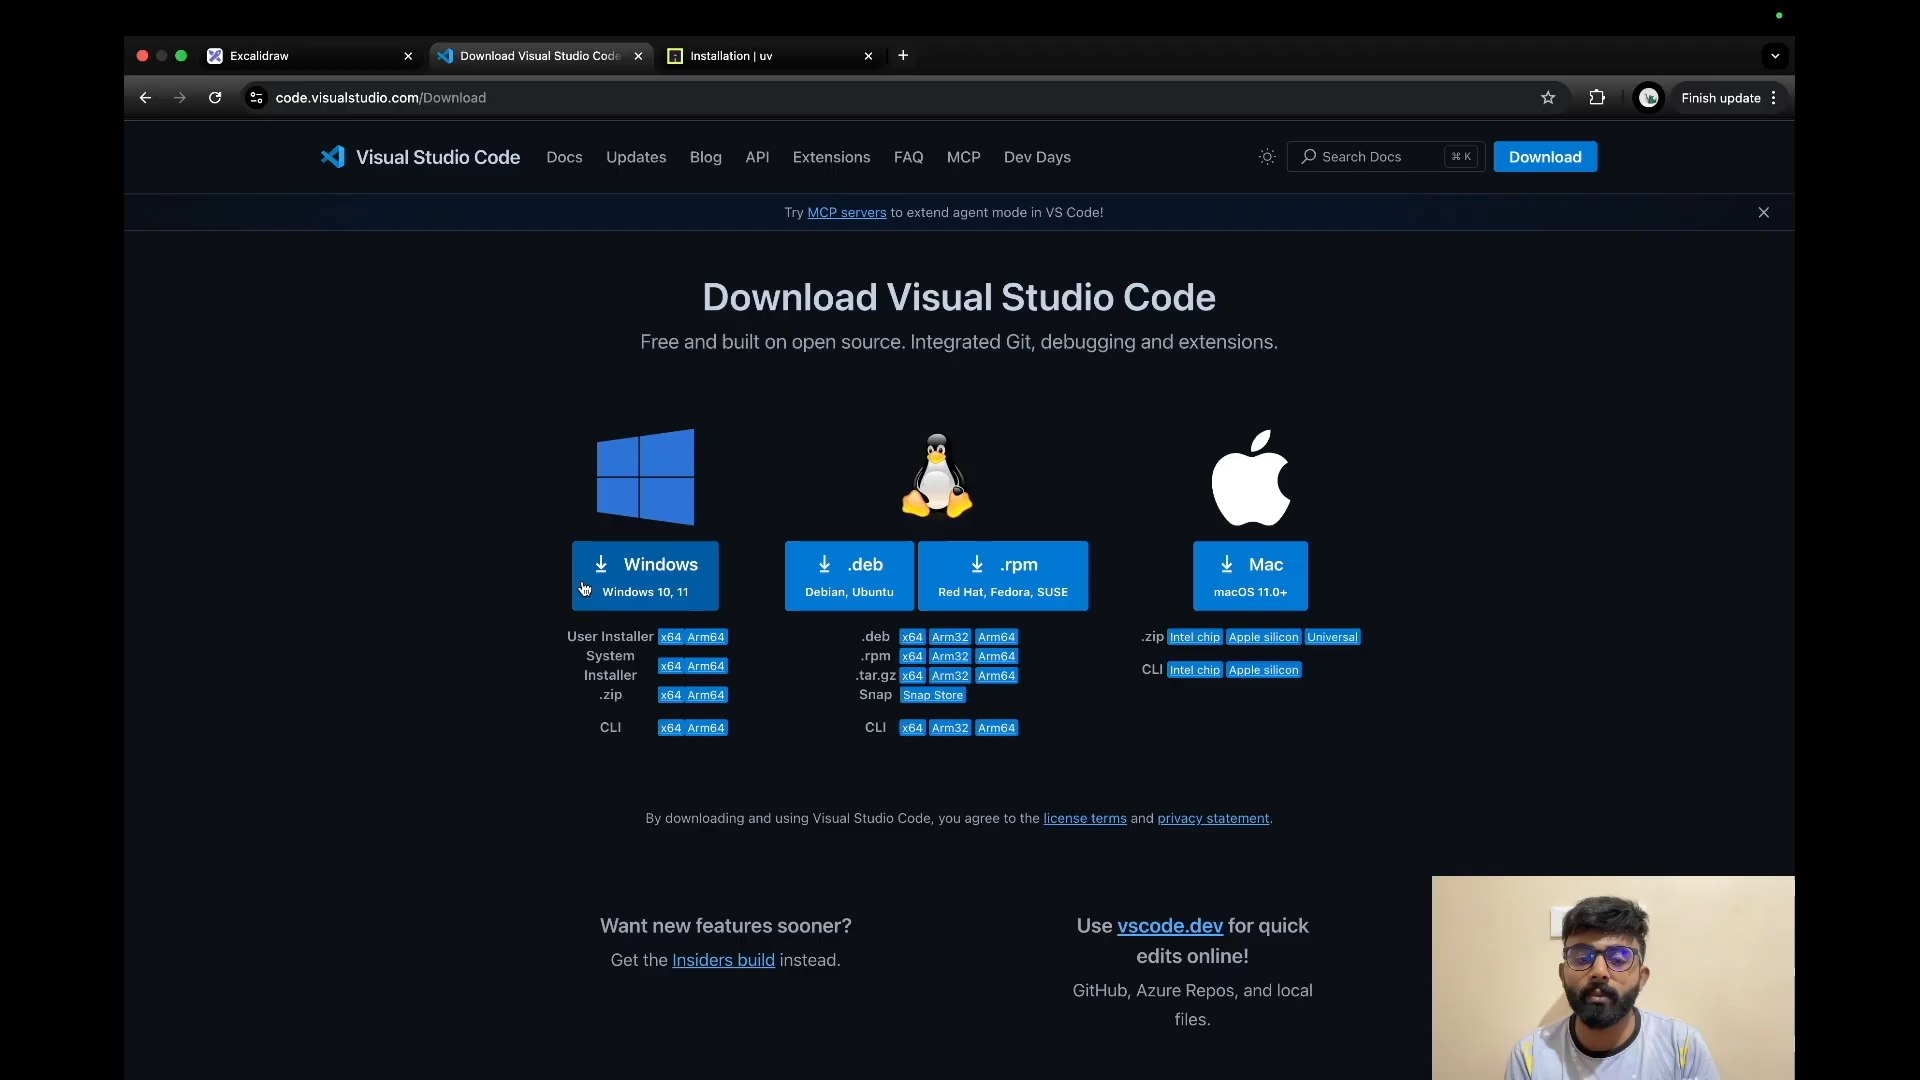 Excalidraw
Download Visual Studio Code
Installation | uv
code.visualstudio.com/Download
Finish update
Visual Studio Code Docs Updates Blog API Extensions FAQ MCP Dev Days Search Docs ⌘ K Download
Try MCP servers to extend agent mode in VS Code!
Download Visual Studio Code
Free and built on open source. Integrated Git, debugging and extensions.
Windows
Windows 10, 11
User Installer x64 Arm64
System
Installer x64 Arm64
.zip x64 Arm64
CLI x64 Arm64
.deb
Debian, Ubuntu
.rpm
Red Hat, Fedora, SUSE
.deb x64 Arm32 Arm64
.rpm x64 Arm32 Arm64
.tar.gz x64 Arm32 Arm64
Snap Snap Store
CLI x64 Arm32 Arm64
Mac
macOS 11.0+
.zip Intel chip Apple silicon Universal
CLI Intel chip Apple silicon
By downloading and using Visual Studio Code, you agree to the license terms and privacy statement.
Want new features sooner?
Get the Insiders build instead.
Use vscode.dev for quick
edits online!
GitHub, Azure Repos, and local
files.